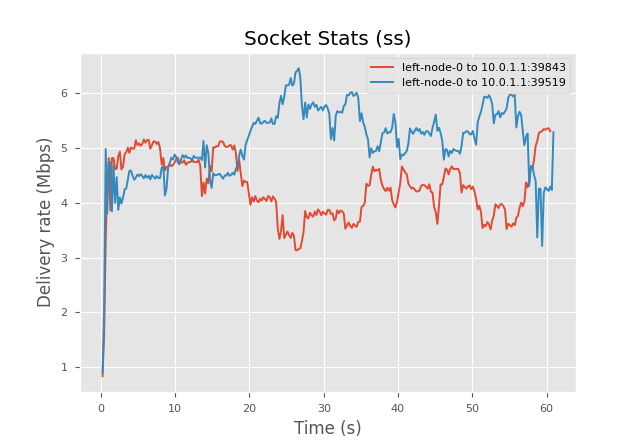 Socket Stats (ss)
left-node-0 to 10.0.1.1:39843
left-node-0 to 10.0.1.1:39519
Delivery rate (Mbps)
6
5
4
3
2
1
0 10 20 30 40 50 60
Time (s)